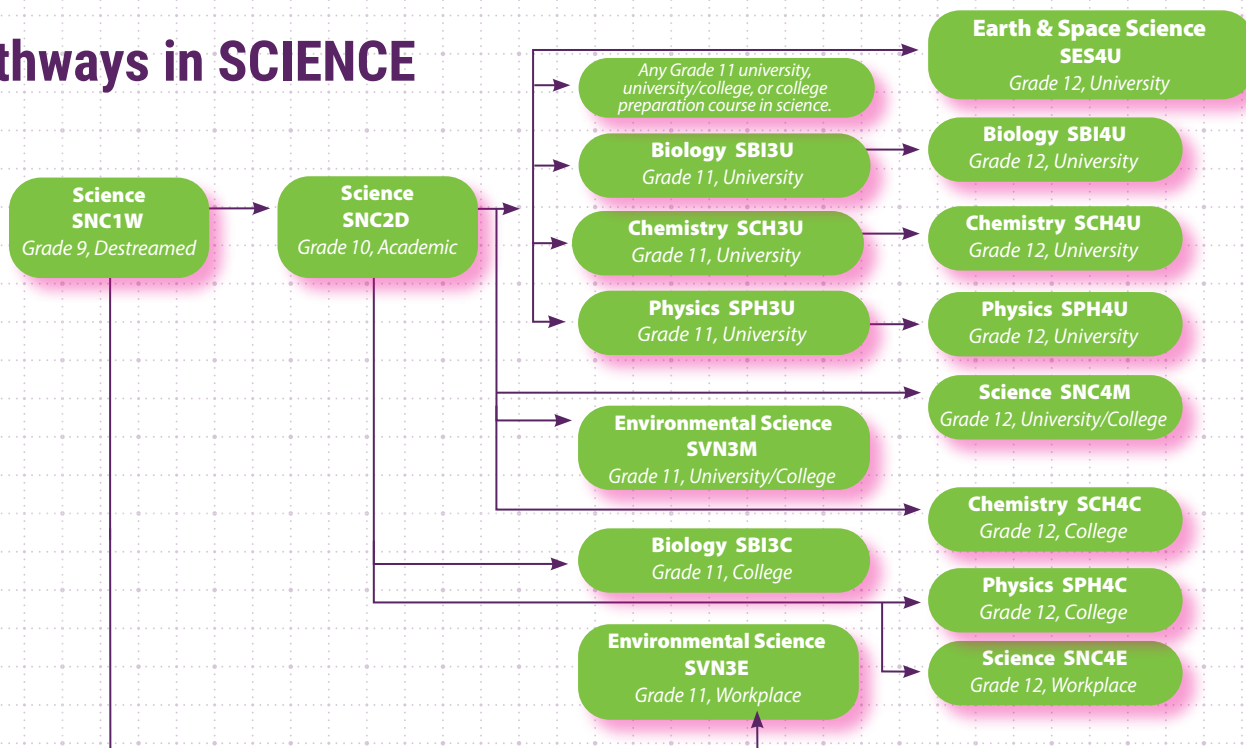 thways in SCIENCE
Science
SNC1W
Grade 9, Destreamed
Science
SNC2D
Grade 10, Academic
Any Grade 11 university,
university/college, or college
preparation course in science.
Biology SBI3U
Grade 11, University
Chemistry SCH3U
Grade 11, University
Physics SPH3U
Grade 11, University
Environmental Science
SVN3M
Grade 11, University/College
Biology SBI3C
Grade 11, College
Environmental Science
SVN3E
Grade 11, Workplace
Earth & Space Science
SES4U
Grade 12, University
Biology SBI4U
Grade 12, University
Chemistry SCH4U
Grade 12, University
Physics SPH4U
Grade 12, University
Science SNC4M
Grade 12, University/College
Chemistry SCH4C
Grade 12, College
Physics SPH4C
Grade 12, College
Science SNC4E
Grade 12, Workplace